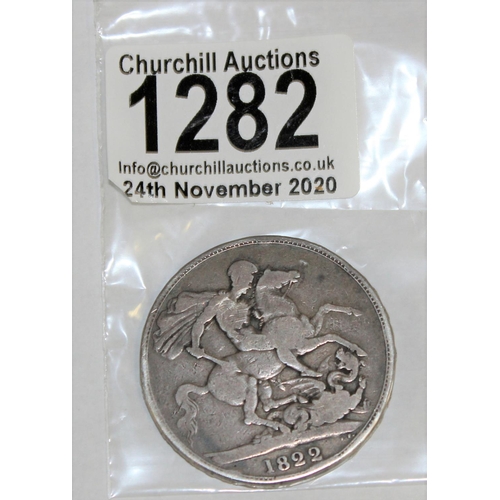 Churchill Auctions
1282
Info@churchillauctions.co.uk
24th November 2020
1822